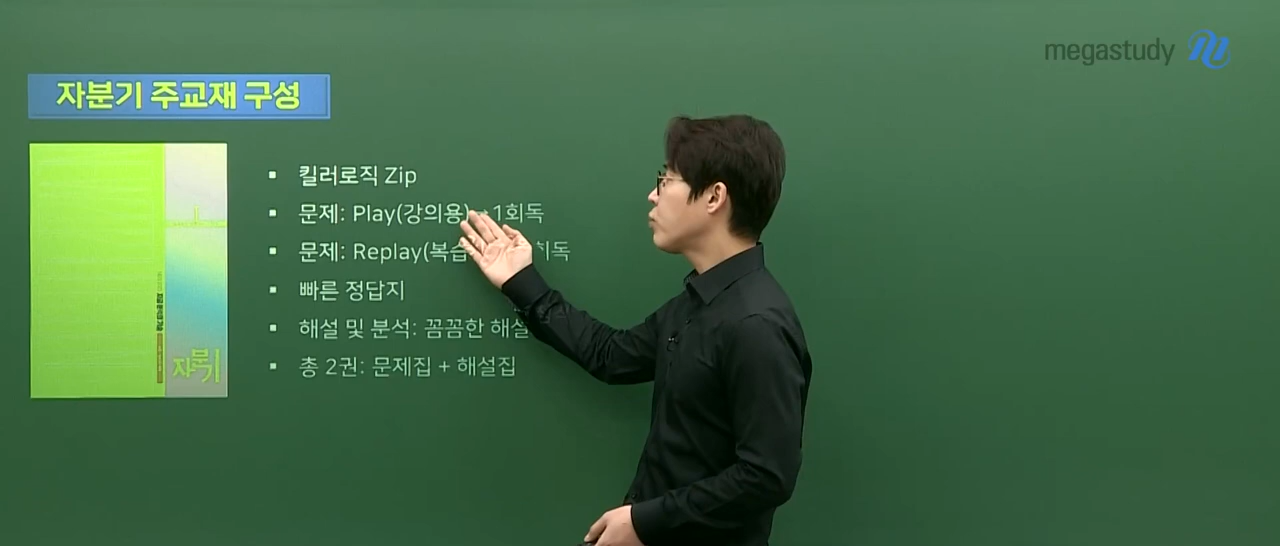 megastudy
자분기 주교재 구성
킬러로직 Zip
문제: Play(강의용) 1회독
문제: Replay(복습
빠른 정답지
해설 및 분석: 꼼꼼한 해설
총 2권: 문제집 + 해설집
자분기